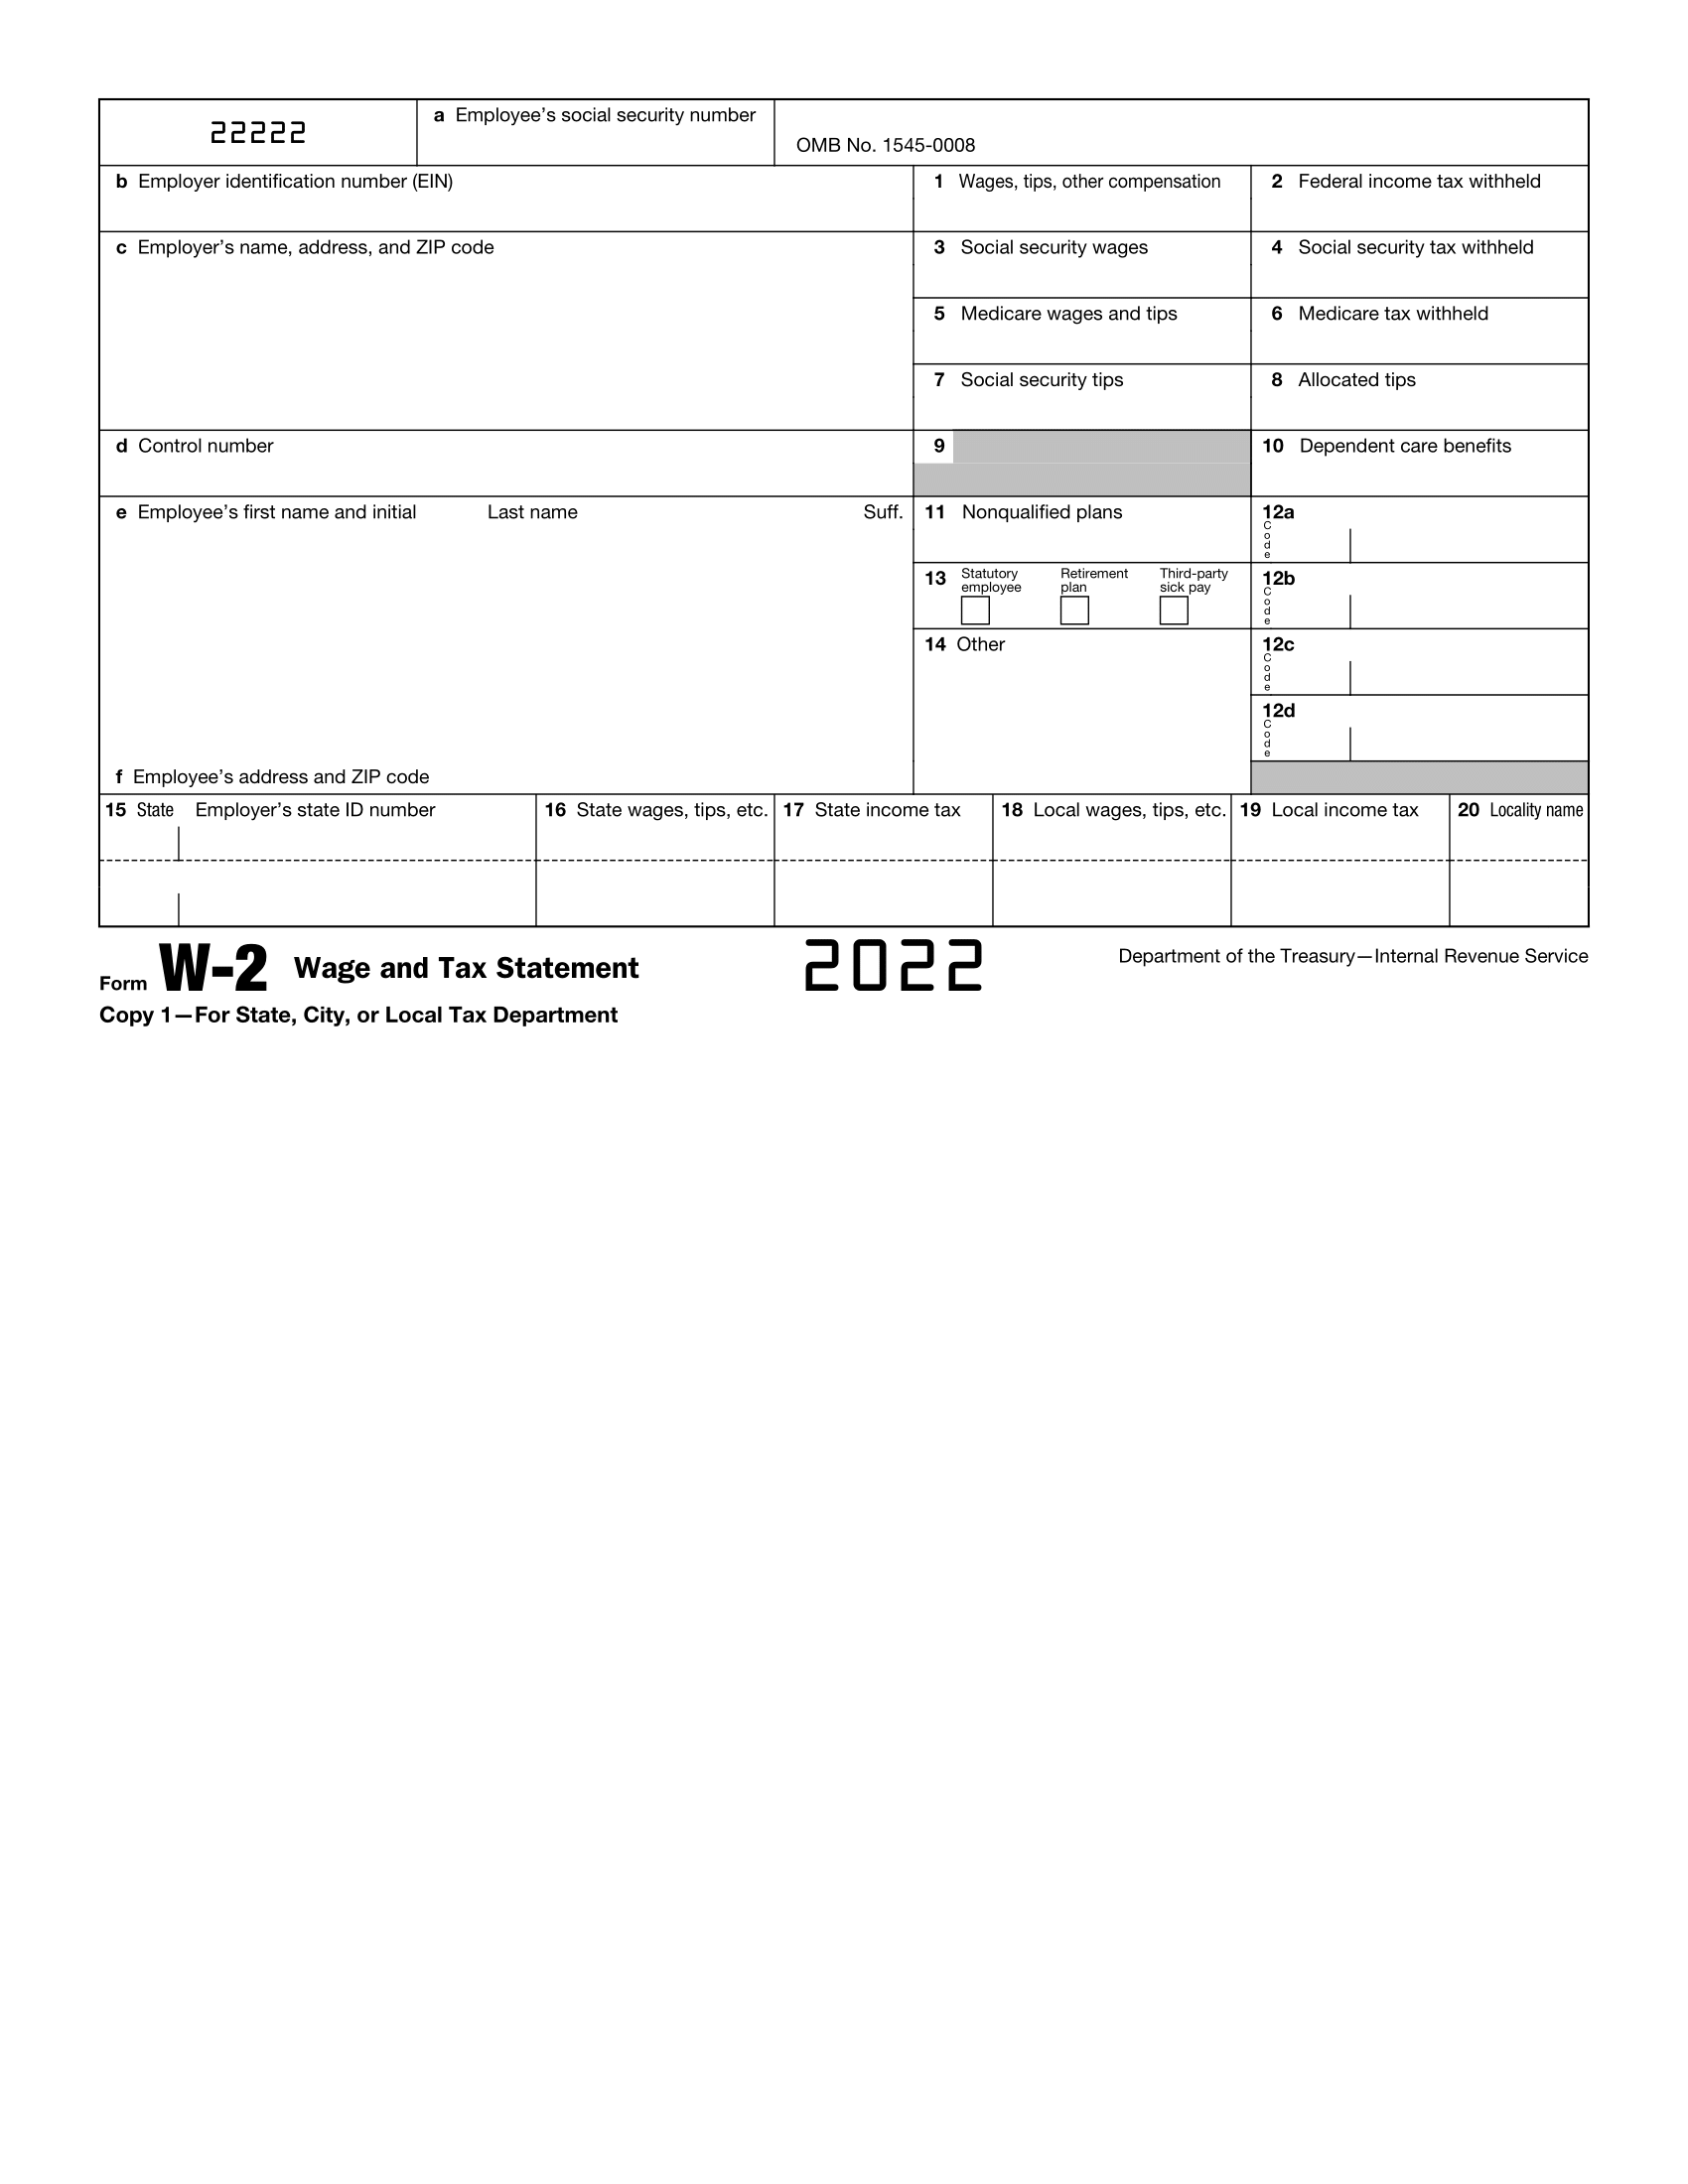 22222
a Employee's social security number
OMB No. 1545-0008
b Employer identification number (EIN)
1 Wages, tips, other compensation
2 Federal income tax withheld
c Employer's name, address, and ZIP code
3 Social security wages
4 Social security tax withheld
5 Medicare wages and tips
6 Medicare tax withheld
7 Social security tips
8 Allocated tips
d Control number
9
10 Dependent care benefits
e Employee's first name and initial Last name Suff.
11 Nonqualified plans
12a
Code
13 Statutory employee Retirement plan Third-party sick pay
12b
Code
14 Other
12c
Code
12d
Code
f Employee's address and ZIP code
15 State Employer's state ID number
16 State wages, tips, etc.
17 State income tax
18 Local wages, tips, etc.
19 Local income tax
20 Locality name
Form W-2 Wage and Tax Statement
2022
Department of the Treasury—Internal Revenue Service
Copy 1—For State, City, or Local Tax Department